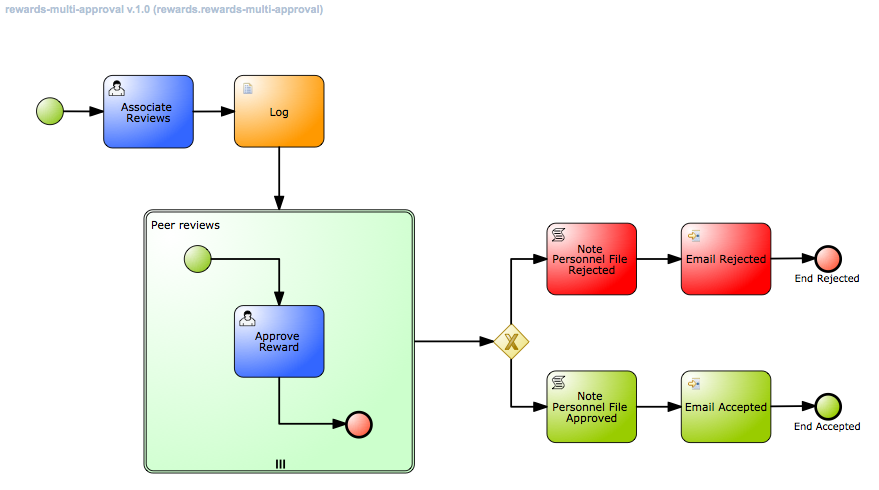 rewards-multi-approval v.1.0 (rewards.rewards-multi-approval)
Associate
Reviews
Log
Peer reviews
Approve
Reward
Note
Personnel File
Rejected
Email Rejected
End Rejected
Note
Personnel File
Approved
Email Accepted
End Accepted